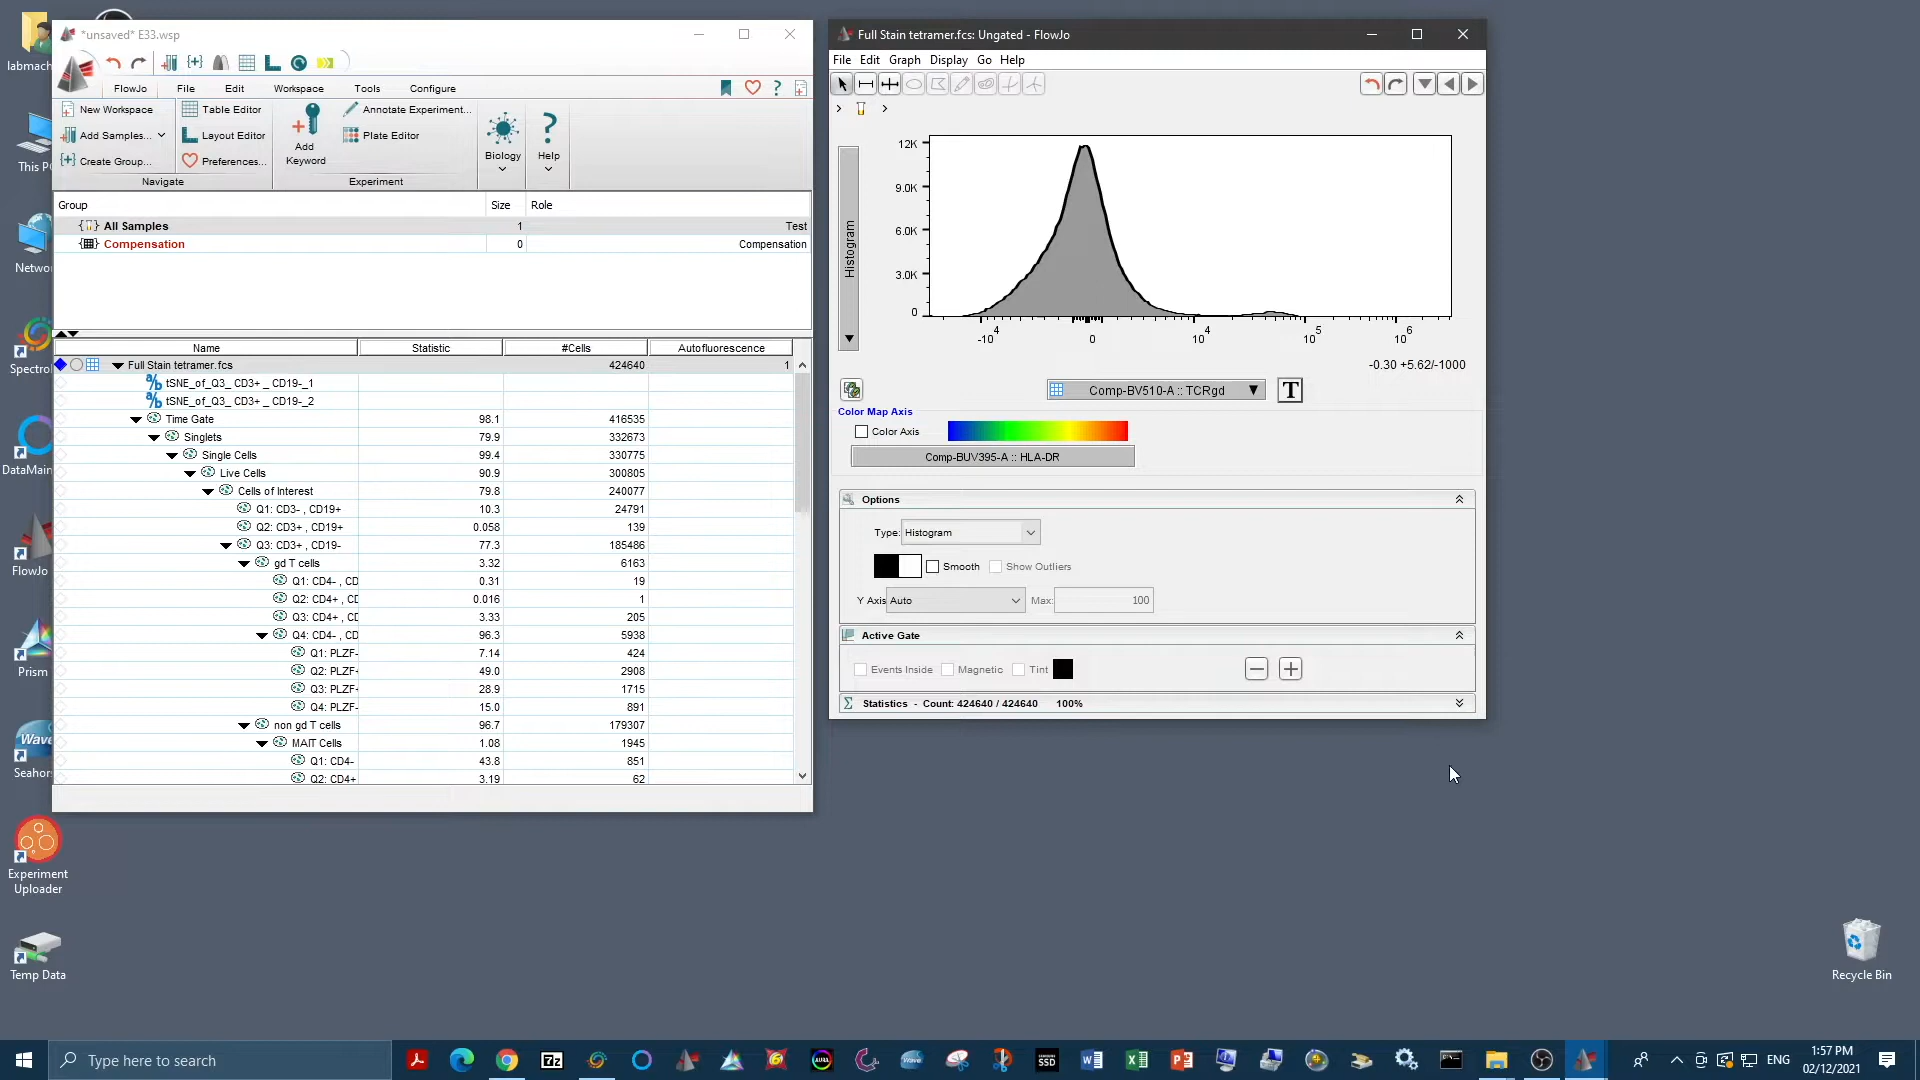 labmach
This PC
Netwo
Spectro
DataMain
FlowJo
Prism
Wave
Seahors
Experiment
Uploader
Temp Data
Recycle Bin
*unsaved* E33.wsp
FlowJo File Edit Workspace Tools Configure
New Workspace Table Editor Annotate Experiment...
Add Samples... Layout Editor Add Keyword Plate Editor Biology Help
Create Group... Preferences...
Navigate Experiment
Group Size Role
{ } All Samples 1 Test
{ } Compensation 0 Compensation
Name Statistic #Cells Autofluorescence
Full Stain tetramer.fcs 424640 1
a/b tSNE_of_Q3_ CD3+ _ CD19-_1
a/b tSNE_of_Q3_ CD3+ _ CD19-_2
Time Gate 98.1 416535
Singlets 79.9 332673
Single Cells 99.4 330775
Live Cells 90.9 300805
Cells of Interest 79.8 240077
Q1: CD3- , CD19+ 10.3 24791
Q2: CD3+ , CD19+ 0.058 139
Q3: CD3+ , CD19- 77.3 185486
gd T cells 3.32 6163
Q1: CD4- , CD 0.31 19
Q2: CD4+ , CD 0.016 1
Q3: CD4+ , CD 3.33 205
Q4: CD4- , CD 96.3 5938
Q1: PLZF- 7.14 424
Q2: PLZF+ 49.0 2908
Q3: PLZF+ 28.9 1715
Q4: PLZF- 15.0 891
non gd T cells 96.7 179307
MAIT Cells 1.08 1945
Q1: CD4- 43.8 851
Q2: CD4+ 3.19 62
Full Stain tetramer.fcs: Ungated - FlowJo
File Edit Graph Display Go Help
Histogram
12K
9.0K
6.0K
3.0K
0
-10^4 0 10^4 10^5 10^6
-0.30 +5.62/-1000
Comp-BV510-A :: TCRgd T
Color Map Axis
Color Axis
Comp-BUV395-A :: HLA-DR
Options
Type: Histogram
Smooth Show Outliers
Y Axis Auto Max: 100
Active Gate
Events Inside Magnetic Tint
Σ Statistics - Count: 424640 / 424640 100%
Type here to search
7z
AURA
Wave
SAMSUNG
SSD
ENG
1:57 PM
02/12/2021